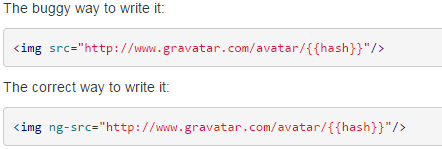 The buggy way to write it:
<img src="http://www.gravatar.com/avatar/{{hash}}"/>
The correct way to write it:
<img ng-src="http://www.gravatar.com/avatar/{{hash}}"/>